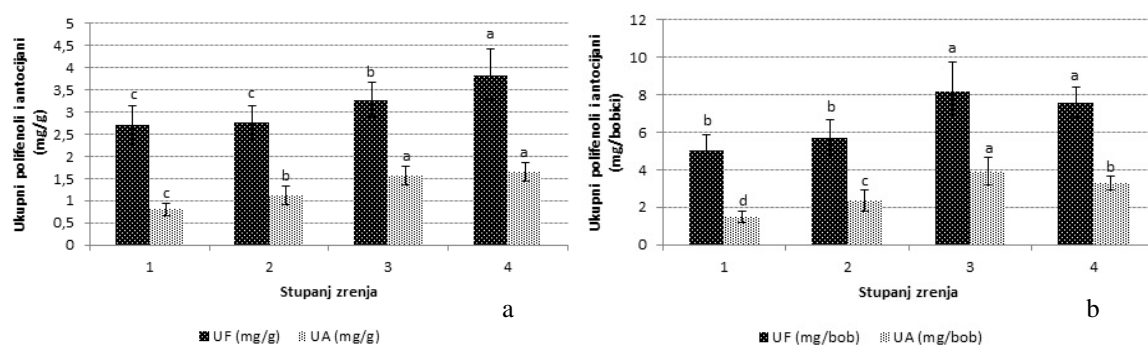 Ukupni polifenoli i antocijani
(mg/g)
5
4,5
4
3,5
3
2,5
2
1,5
1
0,5
0
c
c
c
b
b
a
a
a
1
2
3
4
Stupanj zrenja
a
UF (mg/g)
UA (mg/g)
Ukupni polifenoli i antocijani
(mg/bobici)
12
10
8
6
4
2
0
b
d
b
c
a
a
a
b
1
2
3
4
Stupanj zrenja
b
UF (mg/bob)
UA (mg/bob)